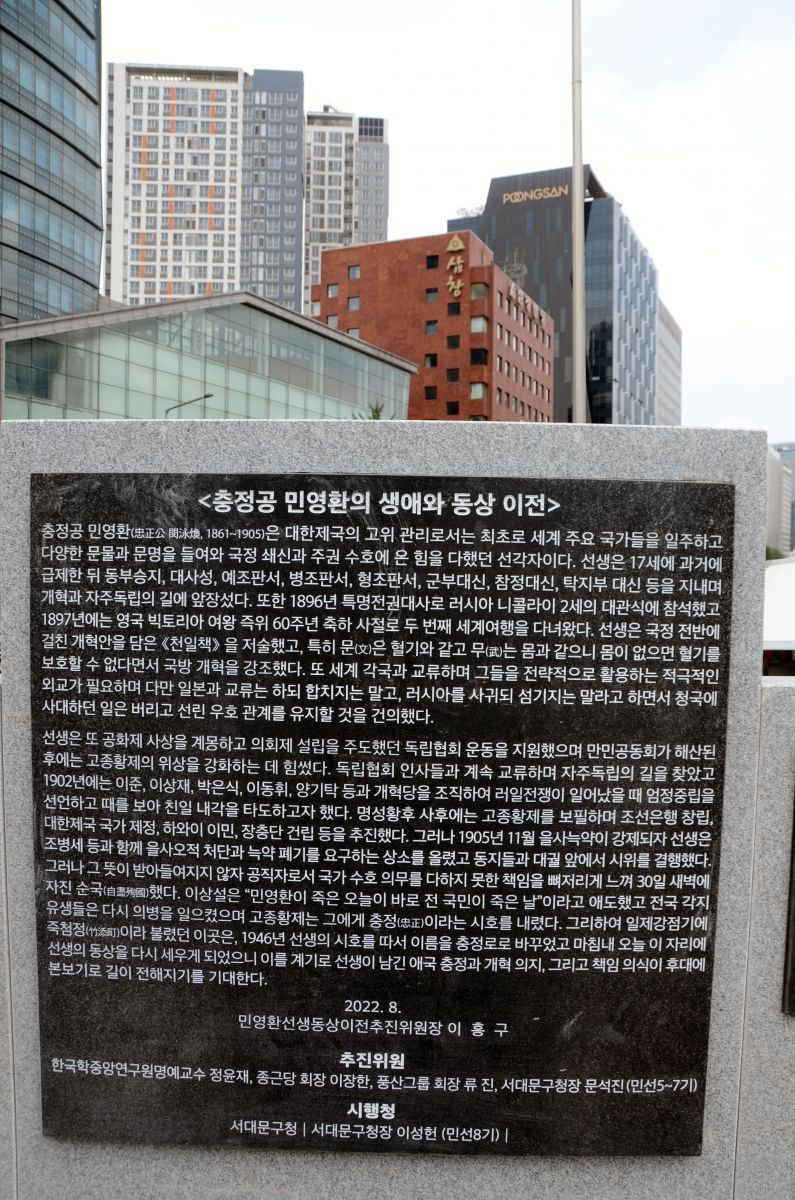 POONGSAN
삼창
<충정공 민영환의 생애와 동상 이전>
충정공 민영환(忠正公 閔泳煥, 1861~1905)은 대한제국의 고위 관리로서는 최초로 세계 주요 국가들을 일주하고
다양한 문물과 문명을 들여와 국정 쇄신과 주권 수호에 온 힘을 다했던 선각자이다. 선생은 17세에 과거에
급제한 뒤 동부승지, 대사성, 예조판서, 병조판서, 형조판서, 군부대신, 참정대신, 탁지부 대신 등을 지내며
개혁과 자주독립의 길에 앞장섰다. 또한 1896년 특명전권대사로 러시아 니콜라이 2세의 대관식에 참석했고
1897년에는 영국 빅토리아 여왕 즉위 60주년 축하 사절로 두 번째 세계여행을 다녀왔다. 선생은 국정 전반에
걸친 개혁안을 담은 《천일책》 을 저술했고, 특히 문(文)은 혈기와 같고 무(武)는 몸과 같으니 몸이 없으면 혈기를
보호할 수 없다면서 국방 개혁을 강조했다. 또 세계 각국과 교류하며 그들을 전략적으로 활용하는 적극적인
외교가 필요하며 다만 일본과 교류는 하되 합치지는 말고, 러시아를 사귀되 섬기지는 말라고 하면서 청국에
사대하던 일은 버리고 선린 우호 관계를 유지할 것을 건의했다.
선생은 또 공화제 사상을 계몽하고 의회제 설립을 주도했던 독립협회 운동을 지원했으며 만민공동회가 해산된
후에는 고종황제의 위상을 강화하는 데 힘썼다. 독립협회 인사들과 계속 교류하며 자주독립의 길을 찾았고
1902년에는 이준, 이상재, 박은식, 이동휘, 양기탁 등과 개혁당을 조직하여 러일전쟁이 일어났을 때 엄정중립을
선언하고 때를 보아 친일 내각을 타도하고자 했다. 명성황후 사후에는 고종황제를 보필하며 조선은행 창립,
대한제국 국가 제정, 하와이 이민, 장충단 건립 등을 추진했다. 그러나 1905년 11월 을사늑약이 강제되자 선생은
조병세 등과 함께 을사오적 처단과 늑약 폐기를 요구하는 상소를 올렸고 동지들과 대궐 앞에서 시위를 결행했다.
그러나 그 뜻이 받아들여지지 않자 공직자로서 국가 수호 의무를 다하지 못한 책임을 뼈저리게 느껴 30일 새벽에
자진 순국(自盡殉國)했다. 이상설은 “민영환이 죽은 오늘이 바로 전 국민이 죽은 날”이라고 애도했고 전국 각지
유생들은 다시 의병을 일으켰으며 고종황제는 그에게 충정(忠正)이라는 시호를 내렸다. 그리하여 일제강점기에
죽첨정(竹添町)이라 불렸던 이곳은, 1946년 선생의 시호를 따서 이름을 충정로로 바꾸었고 마침내 오늘 이 자리에
선생의 동상을 다시 세우게 되었으니 이를 계기로 선생이 남긴 애국 충정과 개혁 의지, 그리고 책임 의식이 후대에
본보기로 길이 전해지기를 기대한다.
2022. 8.
민영환선생동상이전추진위원장 이 홍 구
추진위원
한국학중앙연구원명예교수 정윤재, 종근당 회장 이장한, 풍산그룹 회장 류 진, 서대문구청장 문석진(민선5~7기)
시행청
서대문구청 | 서대문구청장 이성헌 (민선8기) |